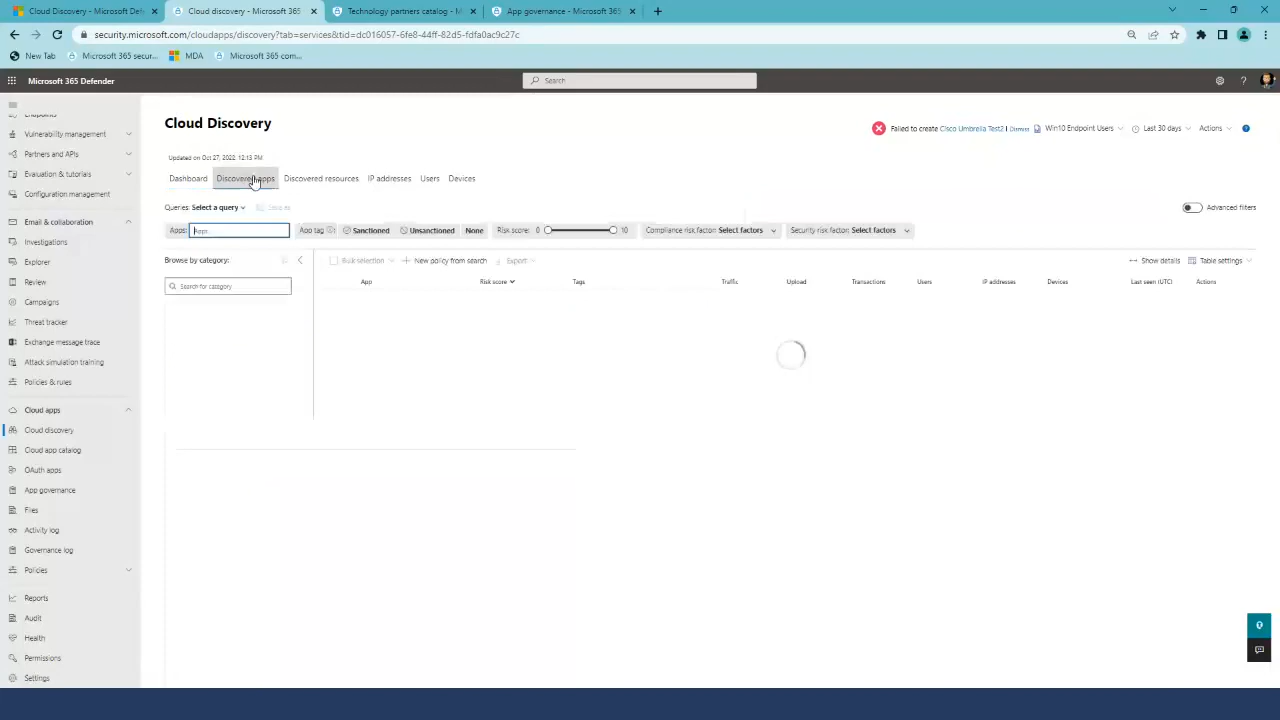 Cloud Discovery - Microsoft Def
Cloud discovery - Microsoft 365
Technology partners catalog - M
App governance - Microsoft 365
security.microsoft.com/cloudapps/discovery?tab=services&tid=dc016057-6fe8-44ff-82d5-fdfa0ac9c27c
New Tab
Microsoft 365 secur...
MDA
Microsoft 365 com...
Microsoft 365 Defender
Search
Endpoints
Vulnerability management
Partners and APIs
Evaluation & tutorials
Configuration management
Email & collaboration
Investigations
Explorer
Review
Campaigns
Threat tracker
Exchange message trace
Attack simulation training
Policies & rules
Cloud apps
Cloud discovery
Cloud app catalog
OAuth apps
App governance
Files
Activity log
Governance log
Policies
Reports
Audit
Health
Permissions
Settings
Cloud Discovery
Failed to create Cisco Umbrella Test2 | Dismiss
Win10 Endpoint Users
Last 30 days
Actions
Updated on Oct 27, 2022, 12:13 PM
Dashboard Discovered apps Discovered resources IP addresses Users Devices
Queries: Select a query Save as
Advanced filters
Apps: App... App tag Sanctioned Unsanctioned None Risk score: 0 10 Compliance risk factor: Select factors Security risk factor: Select factors
Browse by category:
Search for category
Bulk selection + New policy from search Export
Show details Table settings
App Risk score Tags Traffic Upload Transactions Users IP addresses Devices Last seen (UTC) Actions